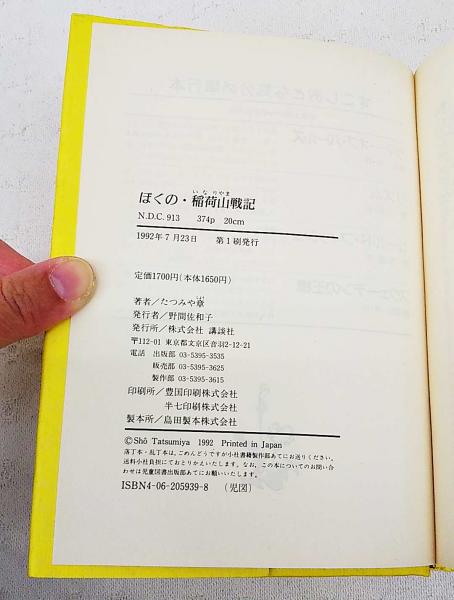 いなりやま
ぼくの・稲荷山戦記
N.D.C. 913　374p　20cm
1992年7月23日　第1刷発行
定価1700円(本体1650円)
著者/たつみや章
発行者/野間佐和子
発行所/株式会社 講談社
〒112-01 東京都文京区音羽2-12-21
電話　出版部 03-5395-3535
販売部 03-5395-3625
製作部 03-5395-3615
印刷所/豊国印刷株式会社
半七印刷株式会社
製本所/島田製本株式会社
©Shō Tatsumiya 1992 Printed in Japan
落丁本・乱丁本は、ごめんどうですが小社書籍製作部あてにお送りください。
送料小社負担にておとりかえいたします。なお、この本についてのお問い合
わせは児童図書出版部あてにお願いいたします。
ISBN4-06-205939-8　(児図)